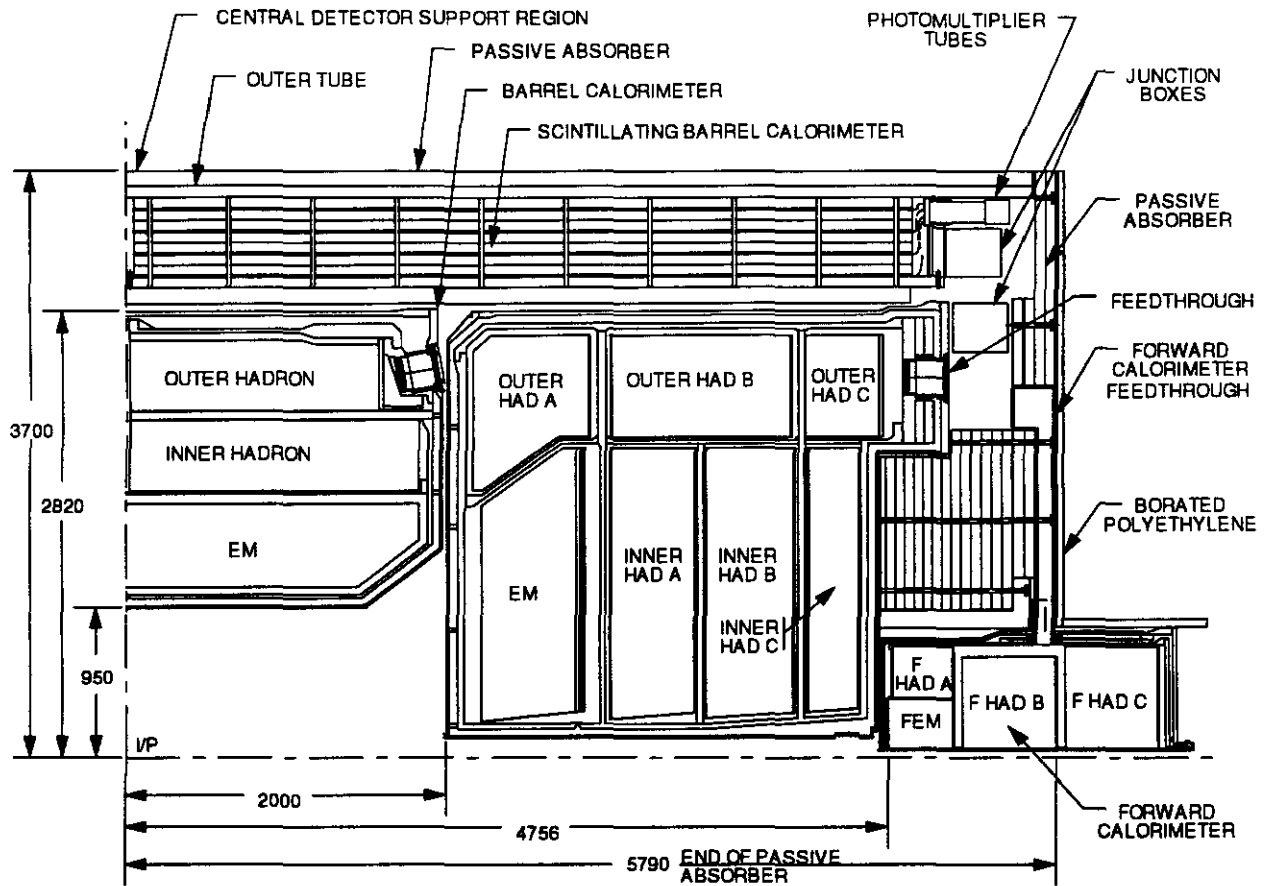 CENTRAL DETECTOR SUPPORT REGION
PASSIVE ABSORBER
OUTER TUBE
BARREL CALORIMETER
SCINTILLATING BARREL CALORIMETER
PHOTOMULTIPLIER
TUBES
JUNCTION
BOXES
PASSIVE
ABSORBER
FEEDTHROUGH
FORWARD
CALORIMETER
FEEDTHROUGH
BORATED
POLYETHYLENE
OUTER HADRON
INNER HADRON
EM
OUTER
HAD A
OUTER HAD B
OUTER
HAD C
EM
INNER
HAD A
INNER
HAD B
INNER
HAD C
F
HAD A
FEM
F HAD B
F HAD C
3700
2820
950
I/P
2000
4756
5790
END OF PASSIVE
ABSORBER
FORWARD
CALORIMETER